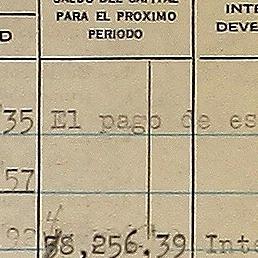 SALDO DEL CAPITAL
PARA EL PROXIMO
PERIODO
INTE
DEVE
D
35 El pago de es
57
58,256.39 Inte